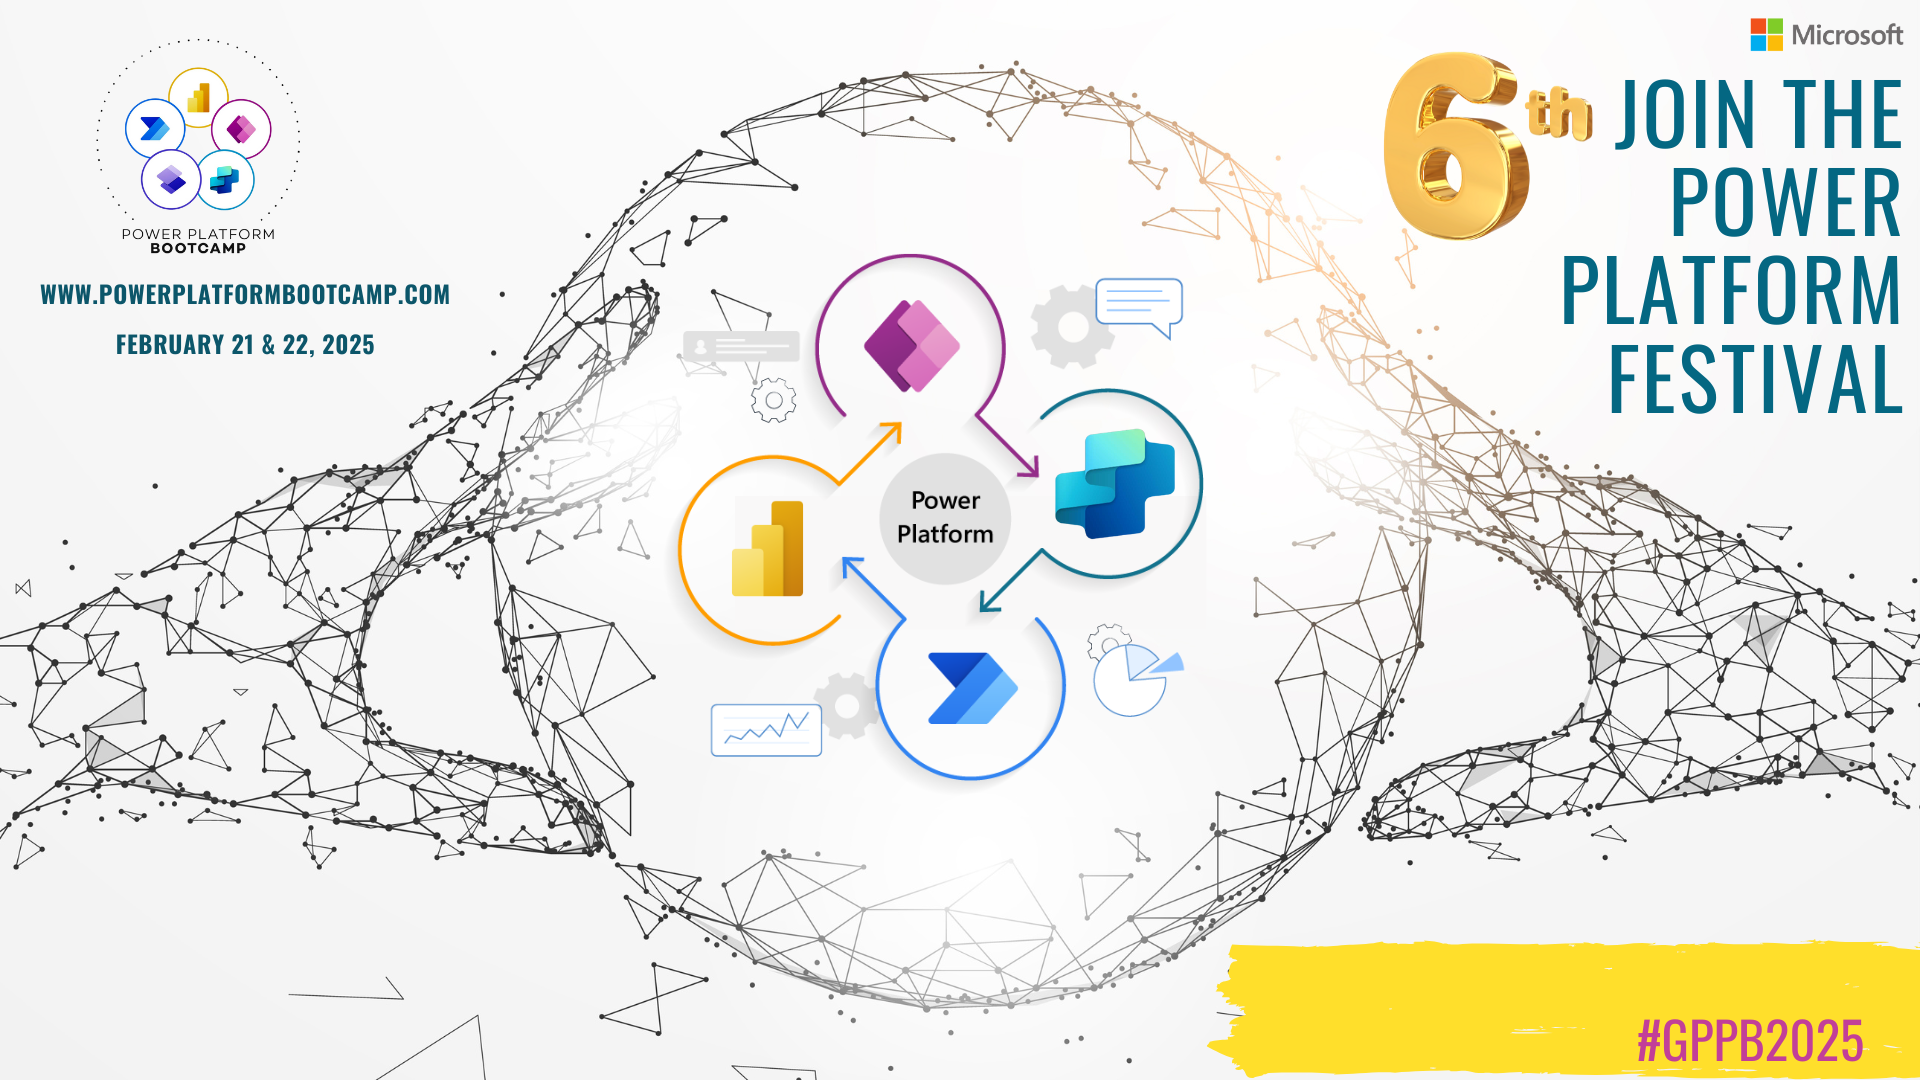 POWER PLATFORM
BOOTCAMP
WWW.POWERPLATFORMBOOTCAMP.COM
FEBRUARY 21 & 22, 2025
Microsoft
6th JOIN THE
POWER
PLATFORM
FESTIVAL
Power
Platform
#GPPB2025